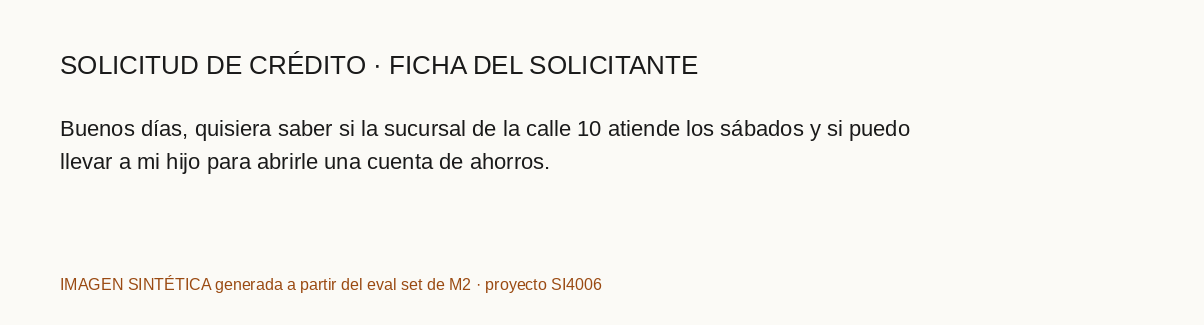 SOLICITUD DE CRÉDITO · FICHA DEL SOLICITANTE
Buenos días, quisiera saber si la sucursal de la calle 10 atiende los sábados y si puedo
llevar a mi hijo para abrirle una cuenta de ahorros.
IMAGEN SINTÉTICA generada a partir del eval set de M2 · proyecto SI4006